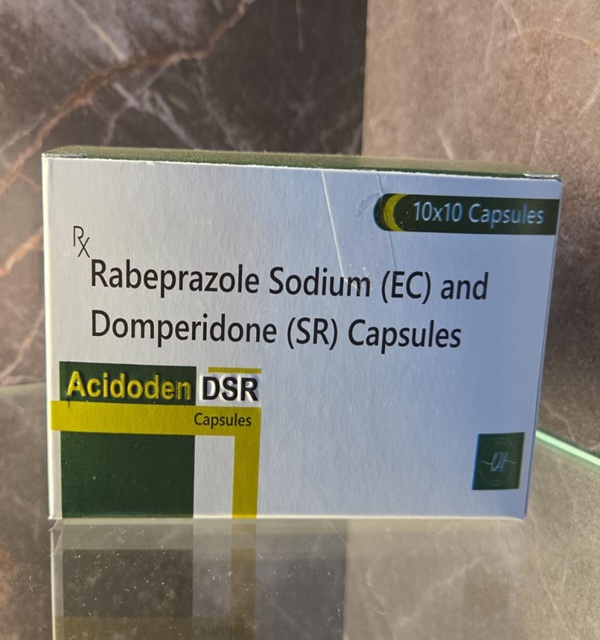 10x10 Capsules
Rx
Rabeprazole Sodium (EC) and
Domperidone (SR) Capsules
Acidoden DSR
Capsules